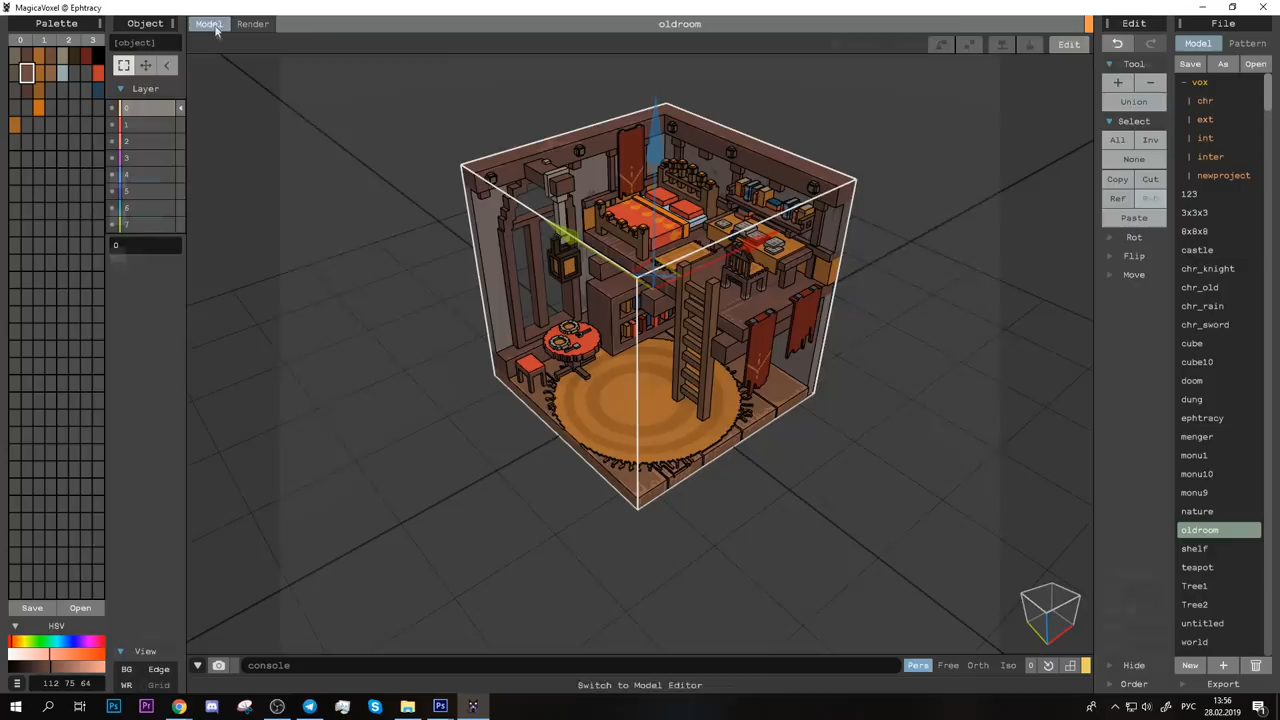 MagicaVoxel @ Ephtracy
Palette
Object
Model
Render
oldroom
Edit
File
0 1 2 3
[object]
Edit
Model
Pattern
Save
As
Open
Tool
Union
Select
All
Inv
None
Copy
Cut
Ref
Paste
Rot
Flip
Move
Layer
0
1
2
3
4
5
6
7
0
- vox
| chr
| ext
| int
| inter
| newproject
123
3x3x3
8x8x8
castle
chr_knight
chr_old
chr_rain
chr_sword
cube
cube10
doom
dung
ephtracy
menger
monu1
monu10
monu9
nature
oldroom
shelf
teapot
Tree1
Tree2
untitled
world
Save
Open
HSV
View
BG
Edge
WR
Grid
112 75 64
console
Pers
Free
Orth
Iso
0
Switch to Model Editor
Hide
Order
New
+
Export
РУС
13:56
28.02.2019